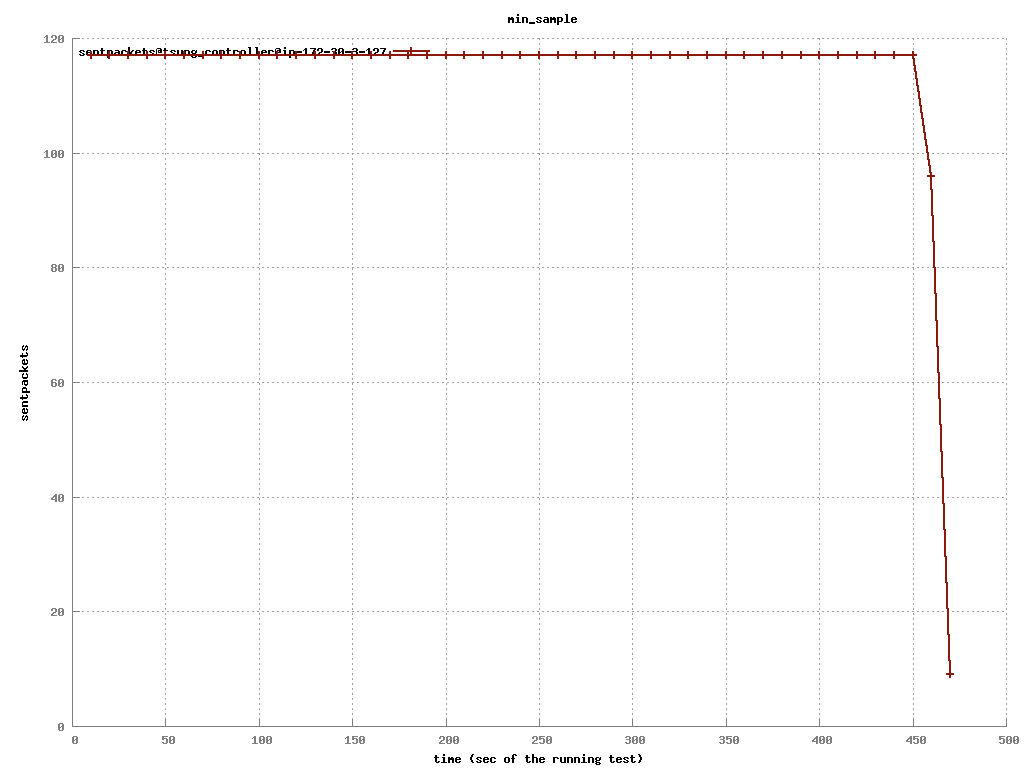 min_sample
120
sentpackets@tsung_controller@ip-172-30-3-127
100
80
60
40
20
0
sentpackets
0 50 100 150 200 250 300 350 400 450 500
time (sec of the running test)